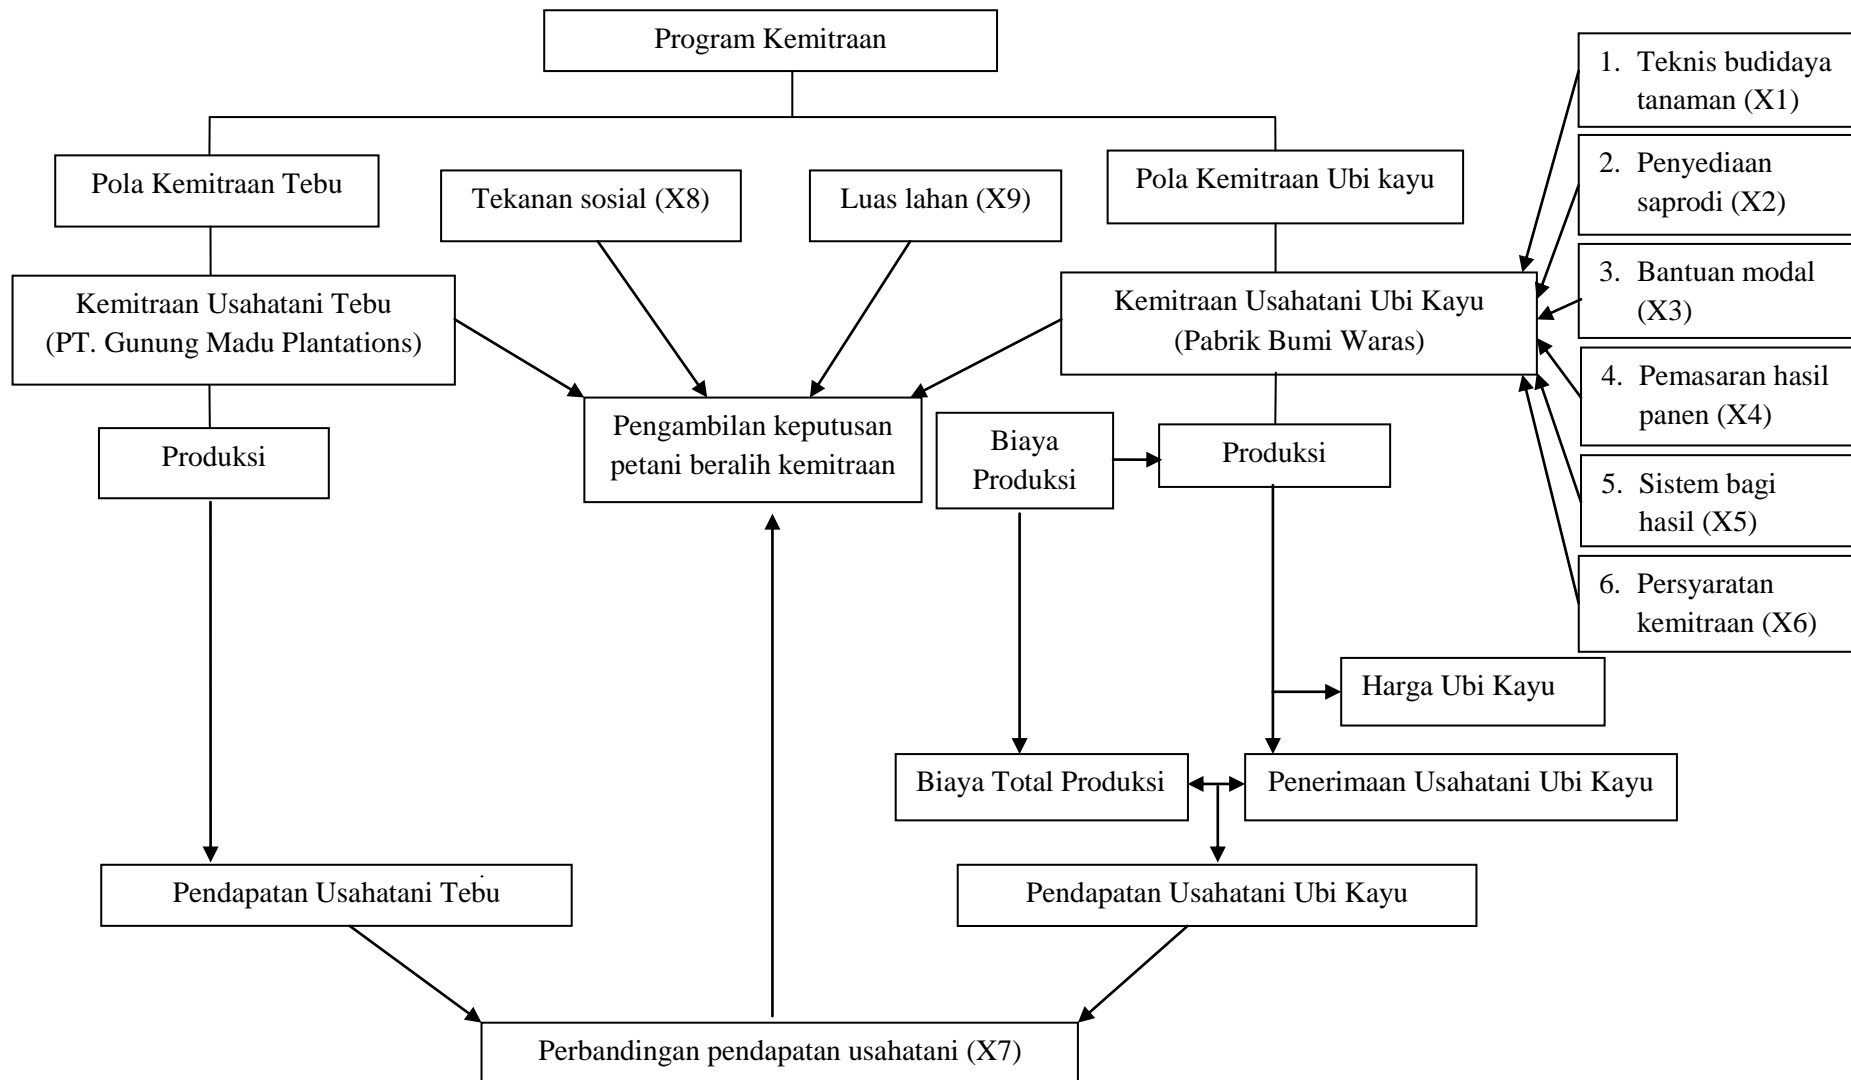 Program Kemitraan
Pola Kemitraan Tebu
Tekanan sosial (X8)
Luas lahan (X9)
Pola Kemitraan Ubi kayu
1. Teknis budidaya
tanaman (X1)
2. Penyediaan
saprodi (X2)
3. Bantuan modal
(X3)
4. Pemasaran hasil
panen (X4)
5. Sistem bagi
hasil (X5)
6. Persyaratan
kemitraan (X6)
Kemitraan Usahatani Tebu
(PT. Gunung Madu Plantations)
Kemitraan Usahatani Ubi Kayu
(Pabrik Bumi Waras)
Produksi
Pengambilan keputusan
petani beralih kemitraan
Biaya
Produksi
Produksi
Harga Ubi Kayu
Biaya Total Produksi
Penerimaan Usahatani Ubi Kayu
Pendapatan Usahatani Tebu
Pendapatan Usahatani Ubi Kayu
Perbandingan pendapatan usahatani (X7)